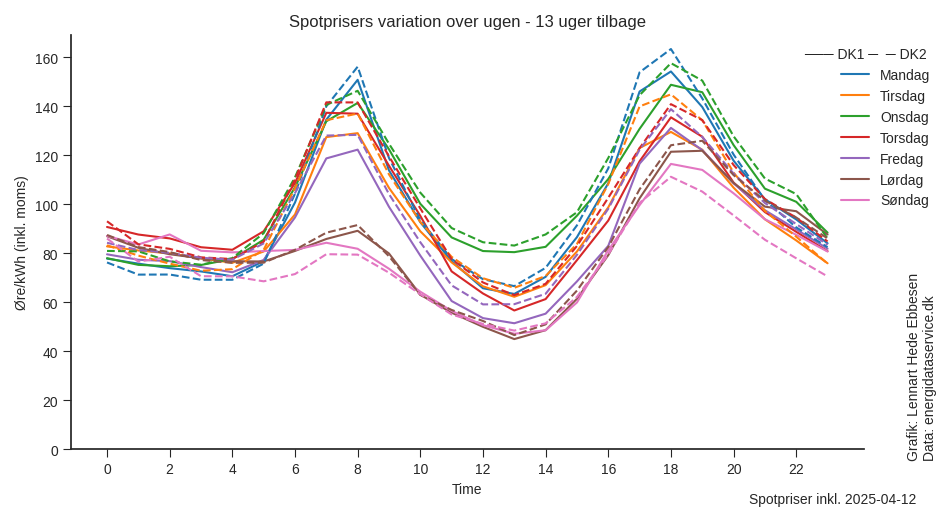 Spotprisers variation over ugen - 13 uger tilbage
Øre/kWh (inkl. moms)
160
140
120
100
80
60
40
20
0
0 2 4 6 8 10 12 14 16 18 20 22
Time
DK1 DK2
Mandag
Tirsdag
Onsdag
Torsdag
Fredag
Lørdag
Søndag
Grafik: Lennart Hede Ebbesen
Data: energidataservice.dk
Spotpriser inkl. 2025-04-12